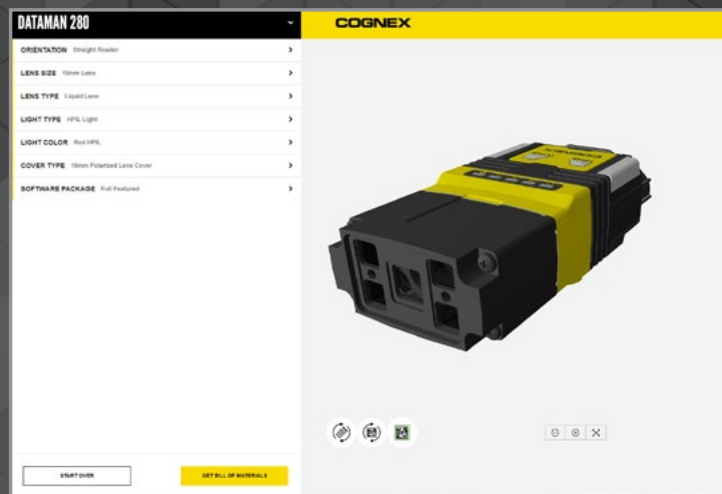 DATAMAN 280
COGNEX
ORIENTATION Straight Reader
LENS SIZE 16mm Lens
LENS TYPE Liquid Lens
LIGHT TYPE HPIL Light
LIGHT COLOR Red HPIL
COVER TYPE 16mm Polarized Lens Cover
SOFTWARE PACKAGE Full Featured
COGNEX
START OVER
GET BILL OF MATERIALS